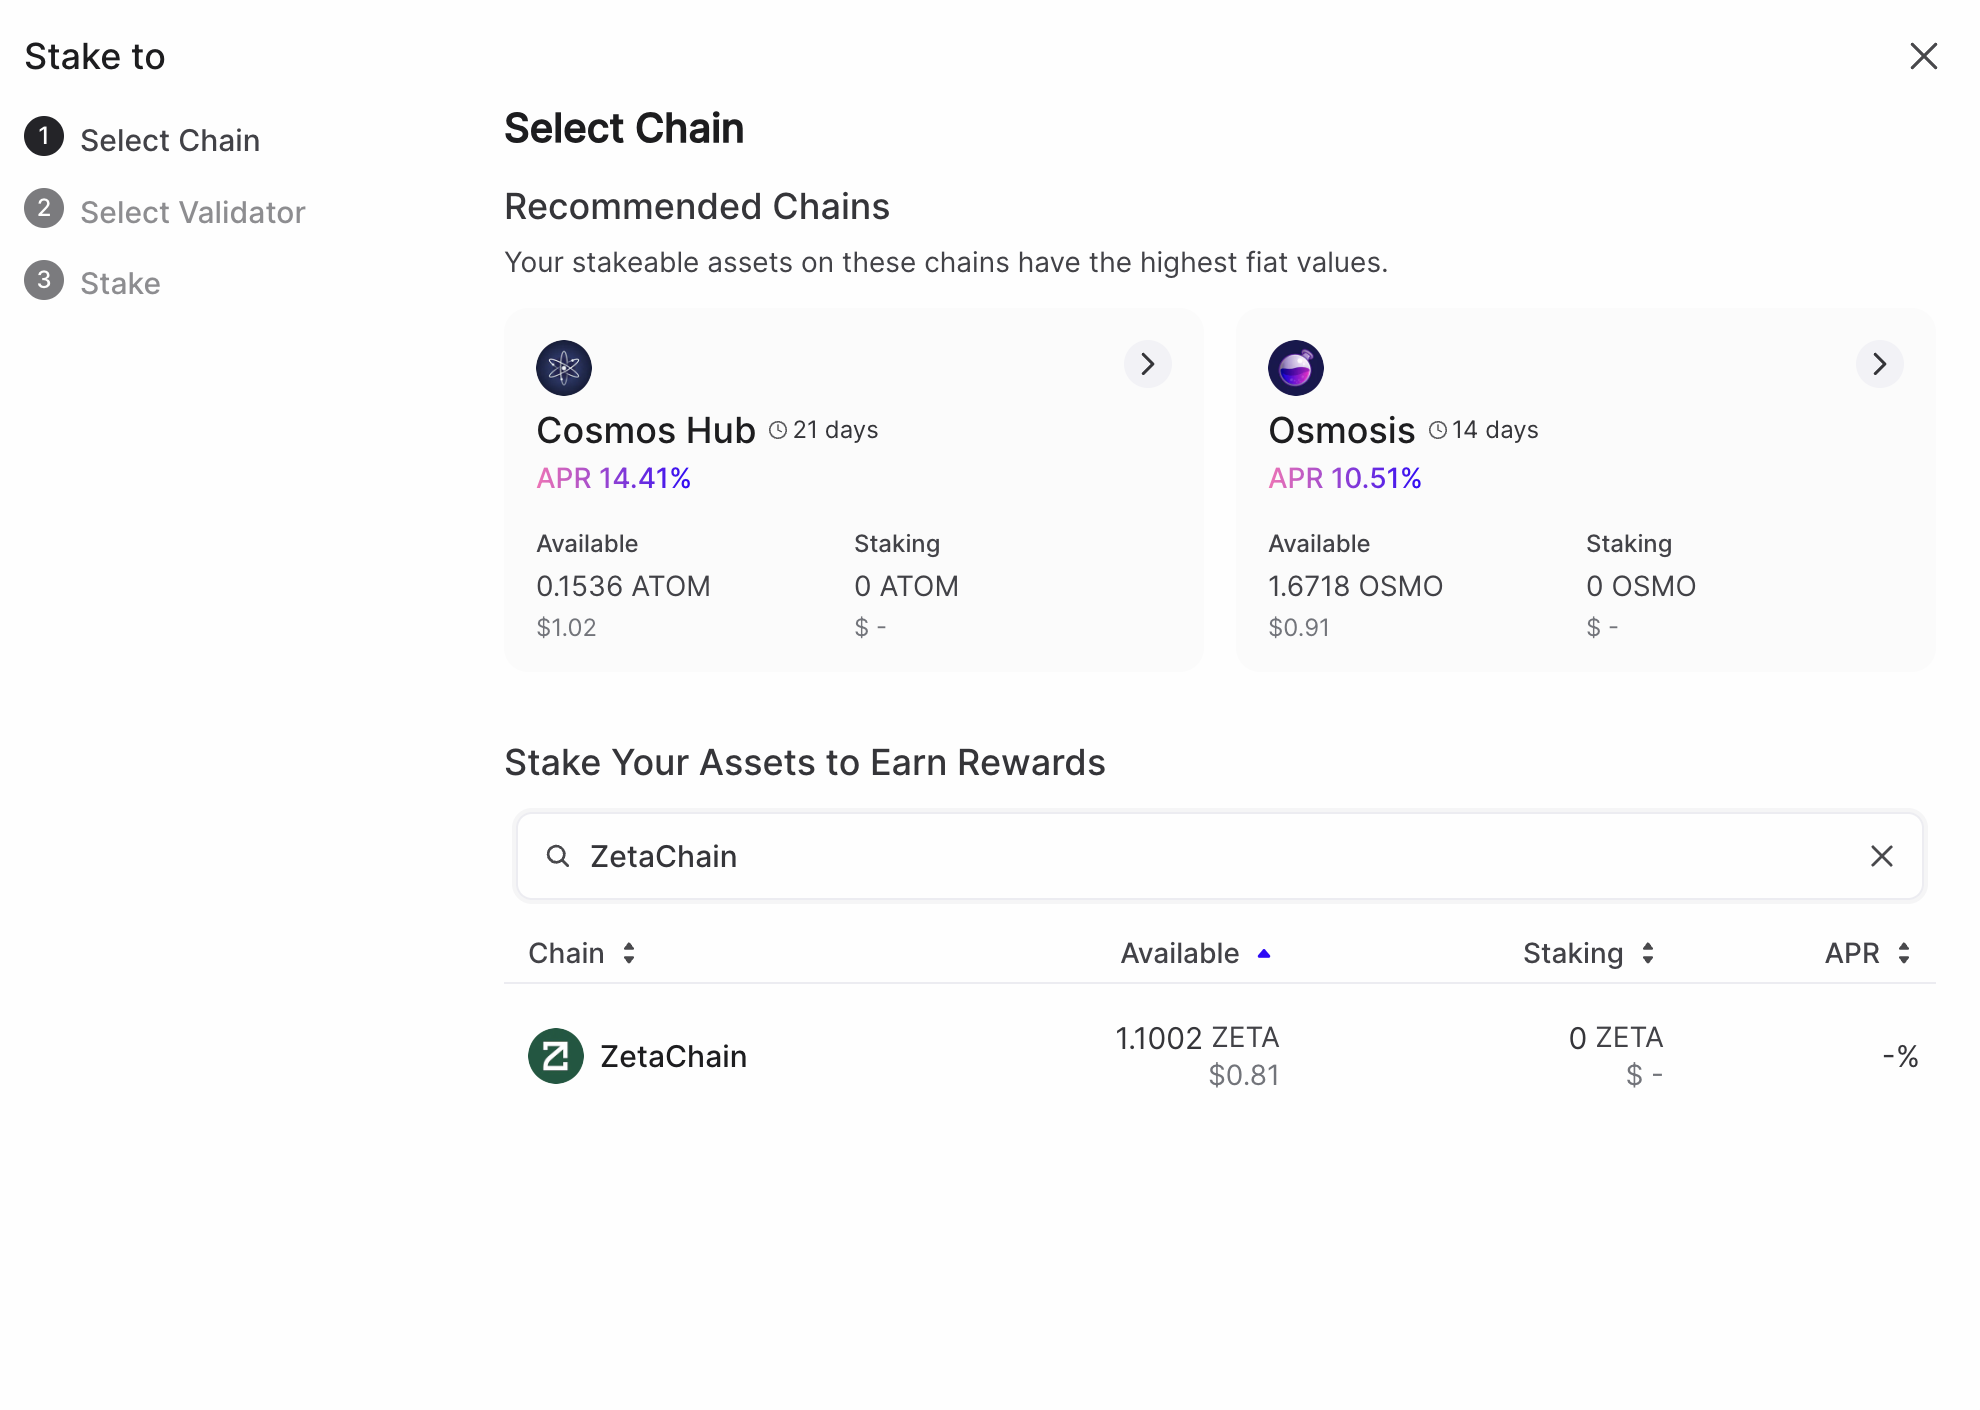 Stake to
1 Select Chain
2 Select Validator
3 Stake
Select Chain
Recommended Chains
Your stakeable assets on these chains have the highest fiat values.
Cosmos Hub 21 days
APR 14.41%
Available Staking
0.1536 ATOM 0 ATOM
$1.02 $ -
Osmosis 14 days
APR 10.51%
Available Staking
1.6718 OSMO 0 OSMO
$0.91 $ -
Stake Your Assets to Earn Rewards
ZetaChain
Chain Available Staking APR
ZetaChain 1.1002 ZETA 0 ZETA -%
$0.81 $ -